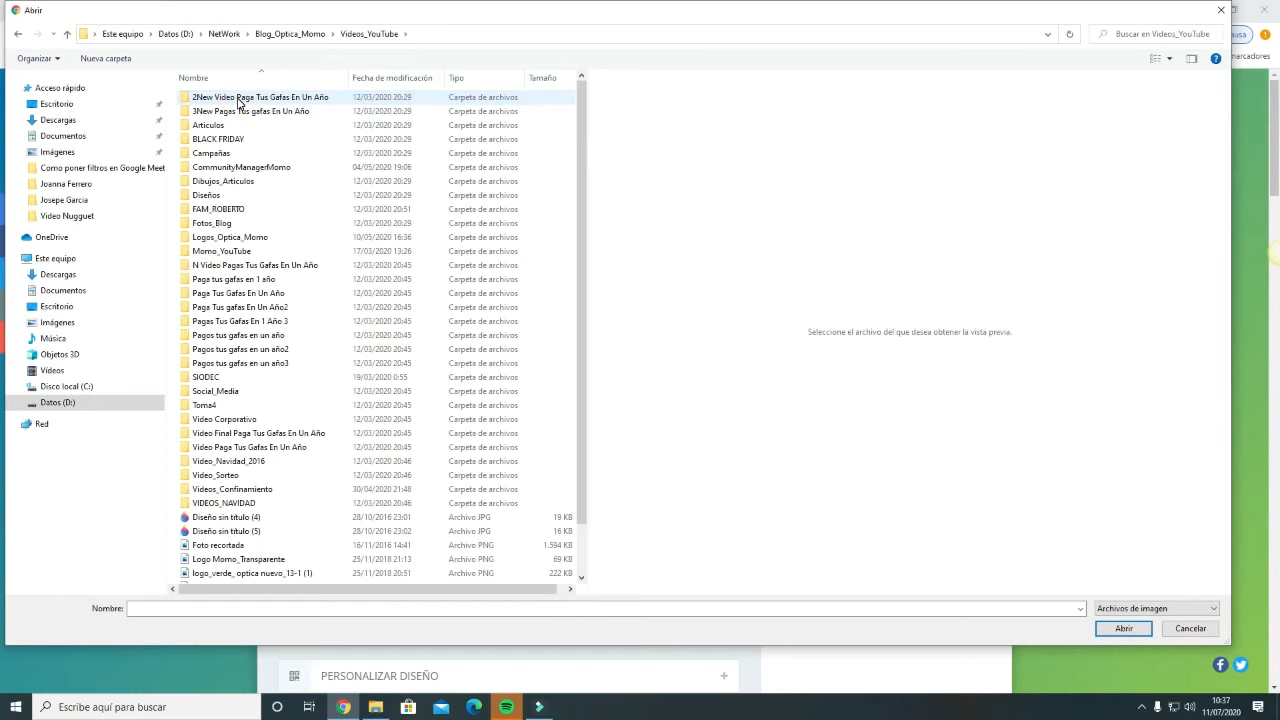 Abrir
Este equipo > Datos (D:) > NetWork > Blog_Optica_Momo > Videos_YouTube >
Buscar en Videos_YouTube
ausa
arcadores
Organizar
Nueva carpeta
Nombre Fecha de modificación Tipo Tamaño
Acceso rápido
Escritorio
Descargas
Documentos
Imágenes
Como poner filtros en Google Meet
Joanna Ferrero
Josepe Garcia
Video Nugguet
OneDrive
Este equipo
Descargas
Documentos
Escritorio
Imágenes
Música
Objetos 3D
Vídeos
Disco local (C:)
Datos (D:)
Red
2New Video Paga Tus Gafas En Un Año 12/03/2020 20:29 Carpeta de archivos
3New Pagas Tus gafas En Un Año 12/03/2020 20:29 Carpeta de archivos
Articulos 12/03/2020 20:29 Carpeta de archivos
BLACK FRIDAY 12/03/2020 20:29 Carpeta de archivos
Campañas 12/03/2020 20:29 Carpeta de archivos
CommunityManagerMomo 04/05/2020 19:06 Carpeta de archivos
Dibujos_Articulos 12/03/2020 20:29 Carpeta de archivos
Diseños 12/03/2020 20:29 Carpeta de archivos
FAM_ROBERTO 12/03/2020 20:51 Carpeta de archivos
Fotos_Blog 12/03/2020 20:29 Carpeta de archivos
Logos_Optica_Momo 10/05/2020 16:36 Carpeta de archivos
Momo_YouTube 17/03/2020 13:26 Carpeta de archivos
N Video Pagas Tus Gafas En Un Año 12/03/2020 20:45 Carpeta de archivos
Paga tus gafas en 1 año 12/03/2020 20:45 Carpeta de archivos
Paga Tus Gafas En Un Año 12/03/2020 20:45 Carpeta de archivos
Paga Tus gafas En Un Año2 12/03/2020 20:45 Carpeta de archivos
Pagas Tus Gafas En 1 Año 3 12/03/2020 20:45 Carpeta de archivos
Pagos tus gafas en un año 12/03/2020 20:45 Carpeta de archivos
Pagos tus gafas en un año2 12/03/2020 20:45 Carpeta de archivos
Pagos tus gafas en un año3 12/03/2020 20:45 Carpeta de archivos
SIODEC 19/03/2020 0:55 Carpeta de archivos
Social_Media 12/03/2020 20:45 Carpeta de archivos
Toma4 12/03/2020 20:45 Carpeta de archivos
Video Corporativo 12/03/2020 20:45 Carpeta de archivos
Video Final Paga Tus Gafas En Un Año 12/03/2020 20:45 Carpeta de archivos
Video Paga Tus Gafas En Un Año 12/03/2020 20:45 Carpeta de archivos
Video_Navidad_2016 12/03/2020 20:46 Carpeta de archivos
Video_Sorteo 12/03/2020 20:46 Carpeta de archivos
Videos_Confinamiento 30/04/2020 21:48 Carpeta de archivos
VIDEOS_NAVIDAD 12/03/2020 20:46 Carpeta de archivos
Diseño sin título (4) 28/10/2016 23:01 Archivo JPG 19 KB
Diseño sin título (5) 28/10/2016 23:02 Archivo JPG 16 KB
Foto recortada 16/11/2016 14:41 Archivo PNG 1.594 KB
Logo Momo_Transparente 25/11/2018 21:13 Archivo PNG 69 KB
logo_verde_ optica nuevo_13-1 (1) 25/11/2018 20:51 Archivo PNG 222 KB
Seleccione el archivo del que desea obtener la vista previa.
Nombre:
Archivos de imagen
Abrir
Cancelar
PERSONALIZAR DISEÑO +
Escribe aquí para buscar
10:37
11/07/2020